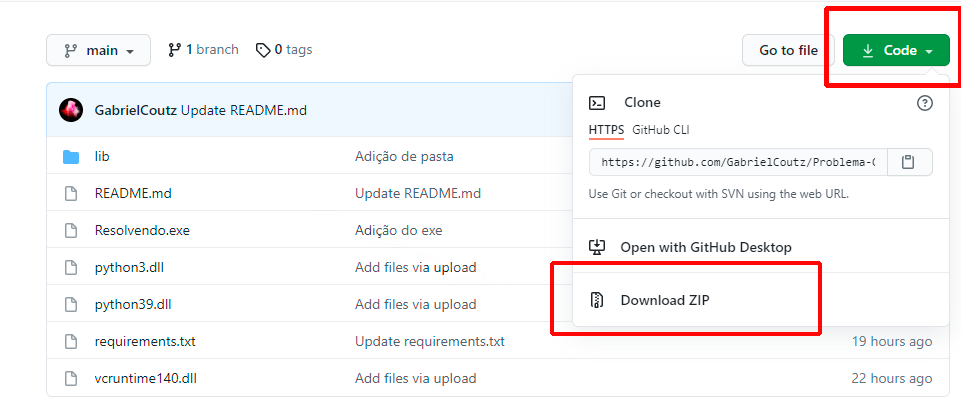 main 1 branch 0 tags Go to file Code
GabrielCoutz Update README.md
lib Adição de pasta
README.md Update README.md
Resolvendo.exe Adição do exe
python3.dll Add files via upload
python39.dll Add files via upload
requirements.txt Update requirements.txt 19 hours ago
vcruntime140.dll Add files via upload 22 hours ago
Clone
HTTPS GitHub CLI
https://github.com/GabrielCoutz/Problema-
Use Git or checkout with SVN using the web URL.
Open with GitHub Desktop
Download ZIP